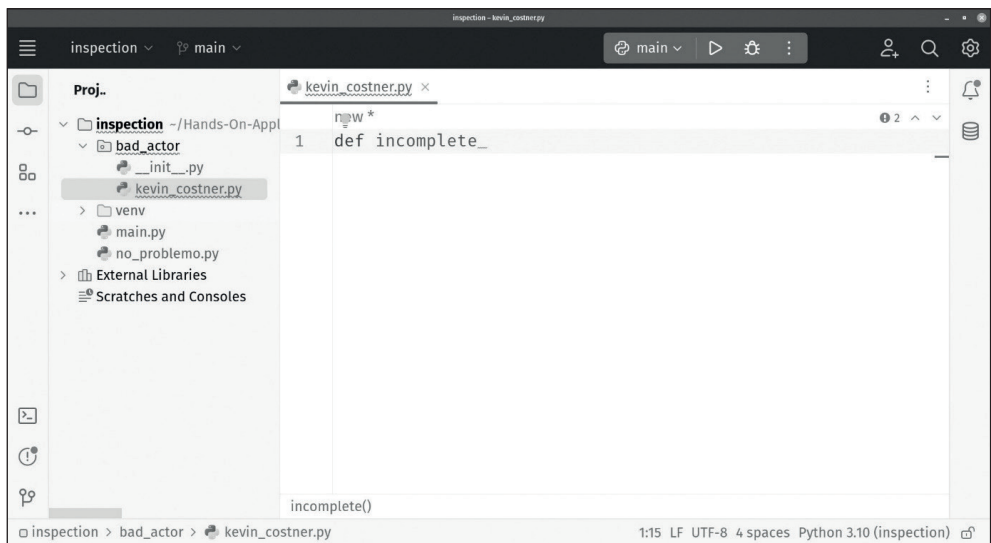 inspection – kevin_costner.py
inspection main main
Proj..
kevin_costner.py
inspection ~/Hands-On-Appl
bad_actor
__init__.py
kevin_costner.py
venv
main.py
no_problemo.py
External Libraries
Scratches and Consoles
new *
2
1 def incomplete_
incomplete()
inspection > bad_actor > kevin_costner.py 1:15 LF UTF-8 4 spaces Python 3.10 (inspection)